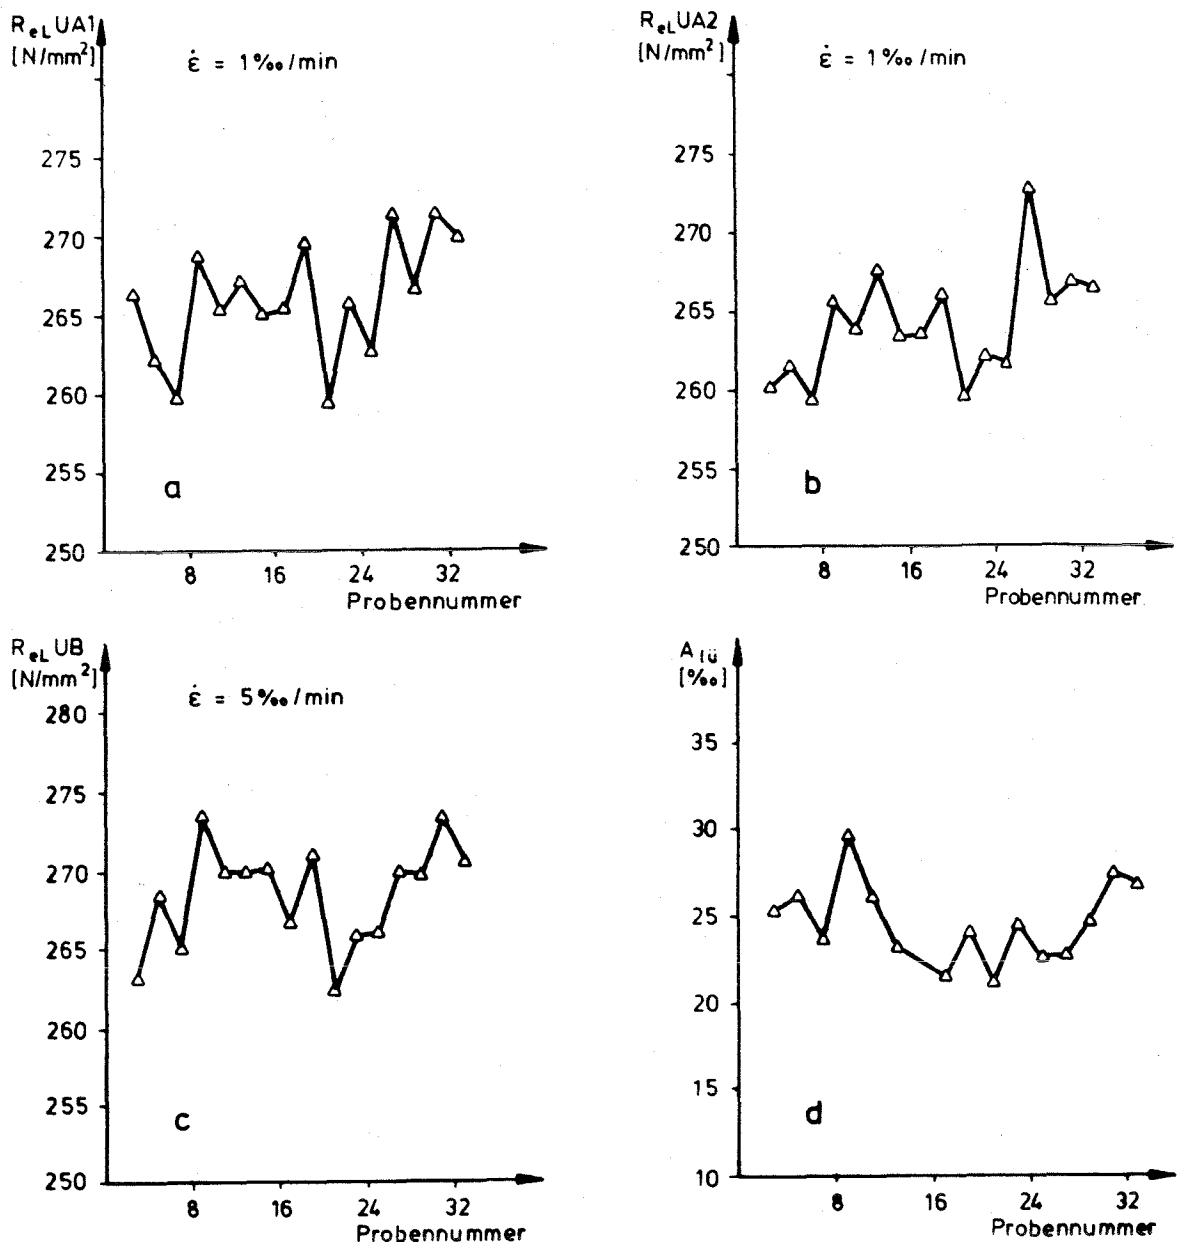 R_eL UA1
[N/mm²]
ε̇ = 1‰/min
275
270
265
260
255
250
a
8 16 24 32
Probennummer
R_eL UA2
[N/mm²]
ε̇ = 1‰/min
275
270
265
260
255
250
b
8 16 24 32
Probennummer
R_eL UB
[N/mm²]
ε̇ = 5‰/min
280
275
270
265
260
255
250
c
8 16 24 32
Probennummer
A_lü
[‰]
35
30
25
20
15
10
d
8 16 24 32
Probennummer